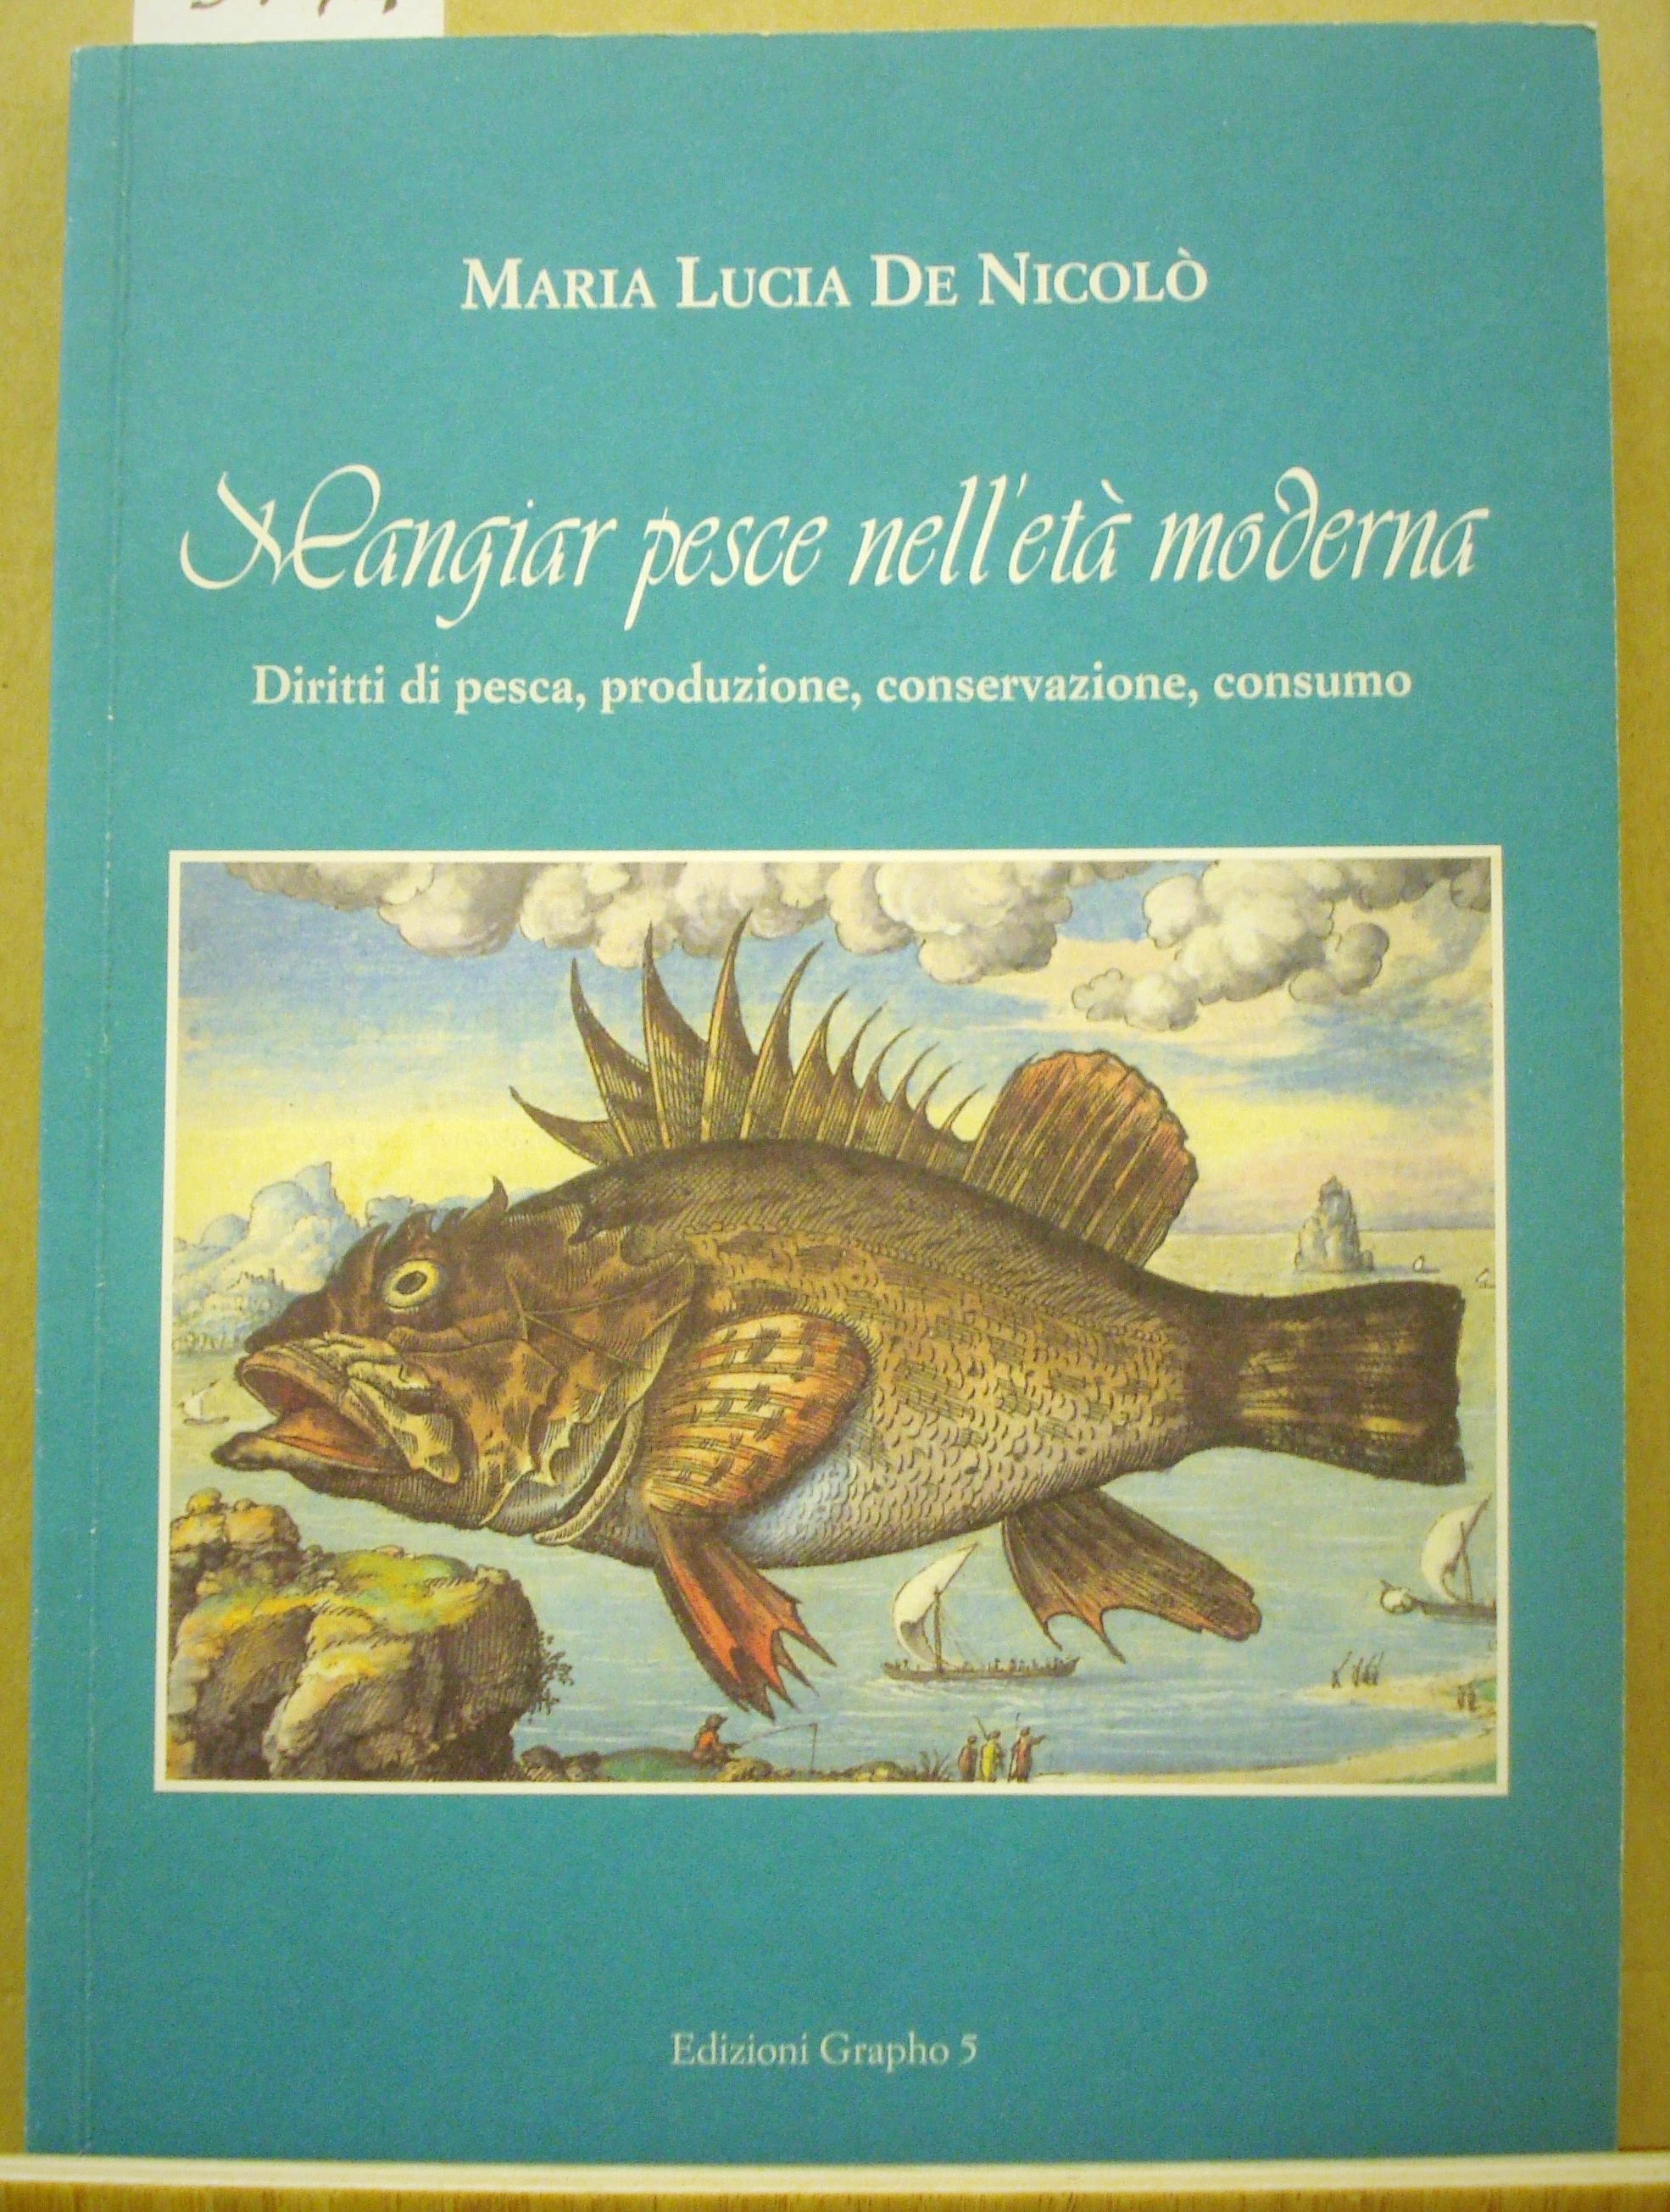 MARIA LUCIA DE NICOLÒ
Mangiar pesce nell'età moderna
Diritti di pesca, produzione, conservazione, consumo
Edizioni Grapho 5